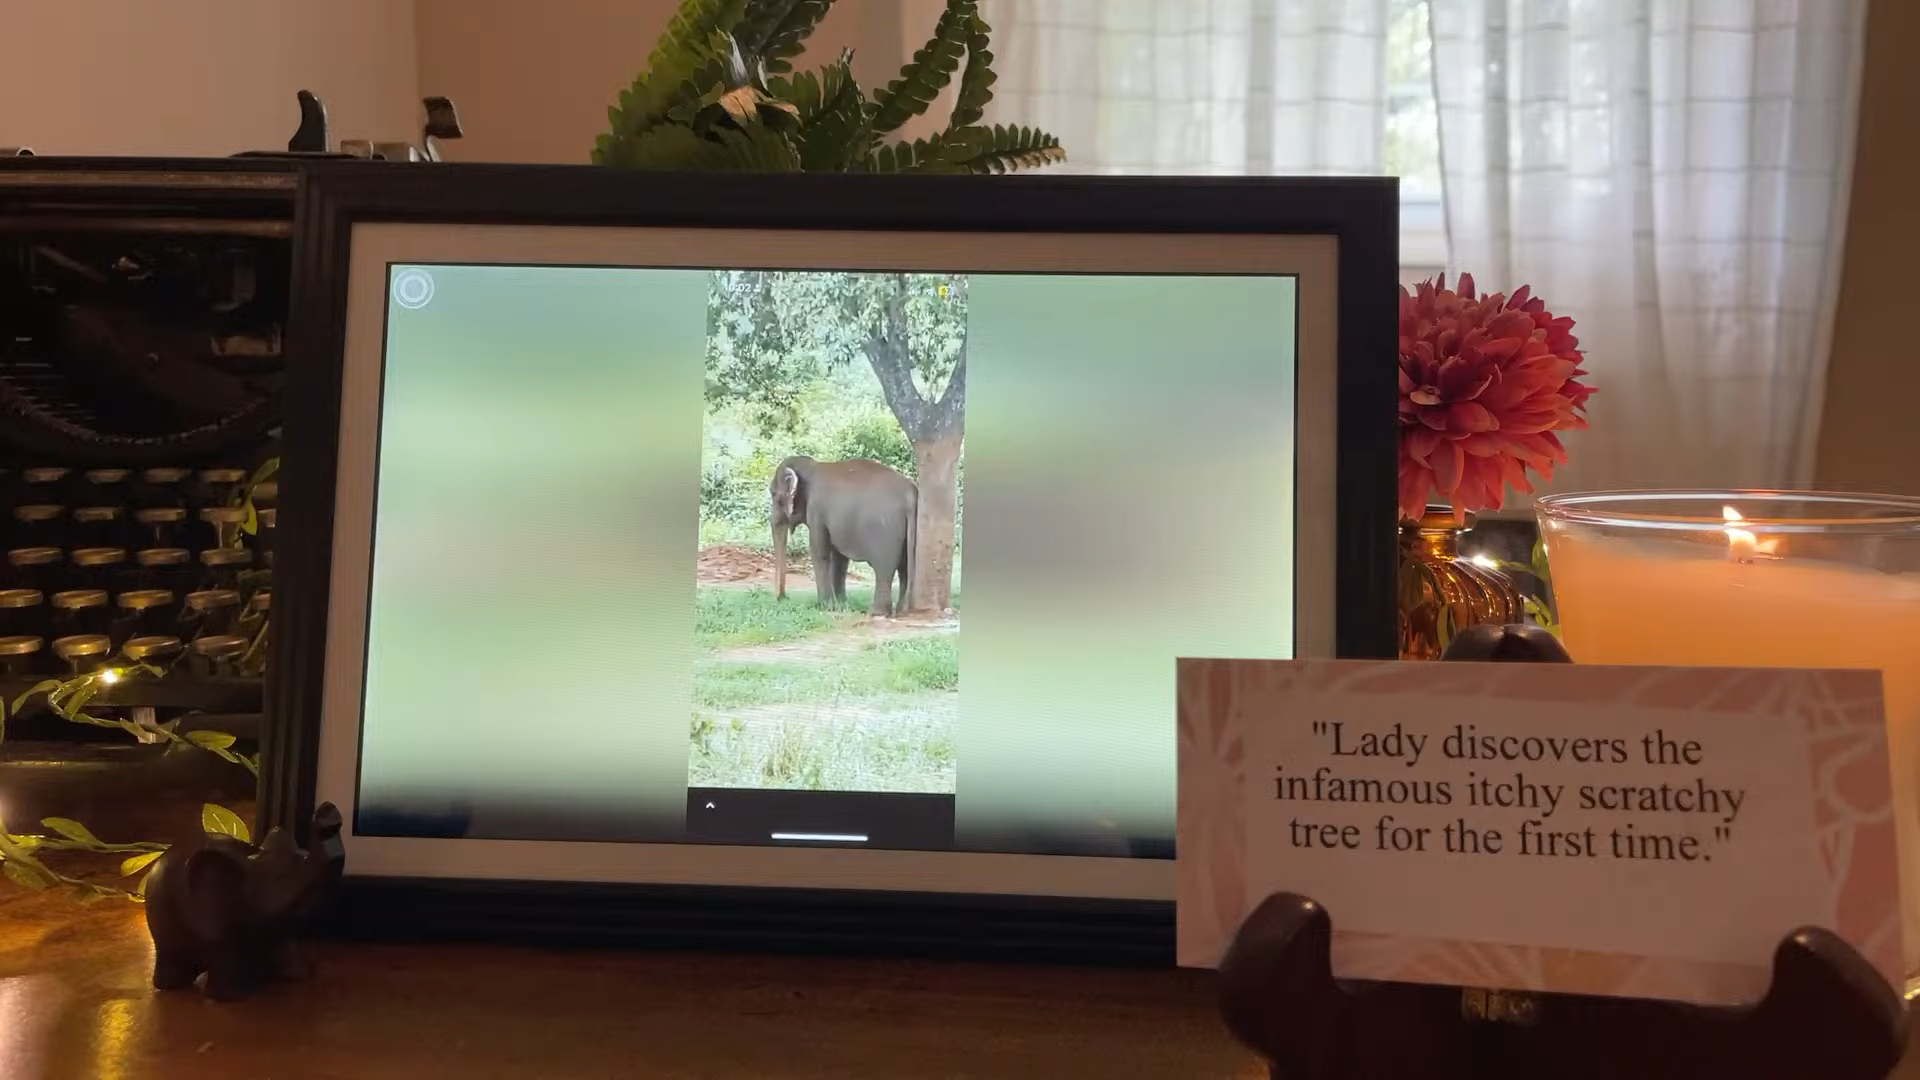 "Lady discovers the
infamous itchy scratchy
tree for the first time."